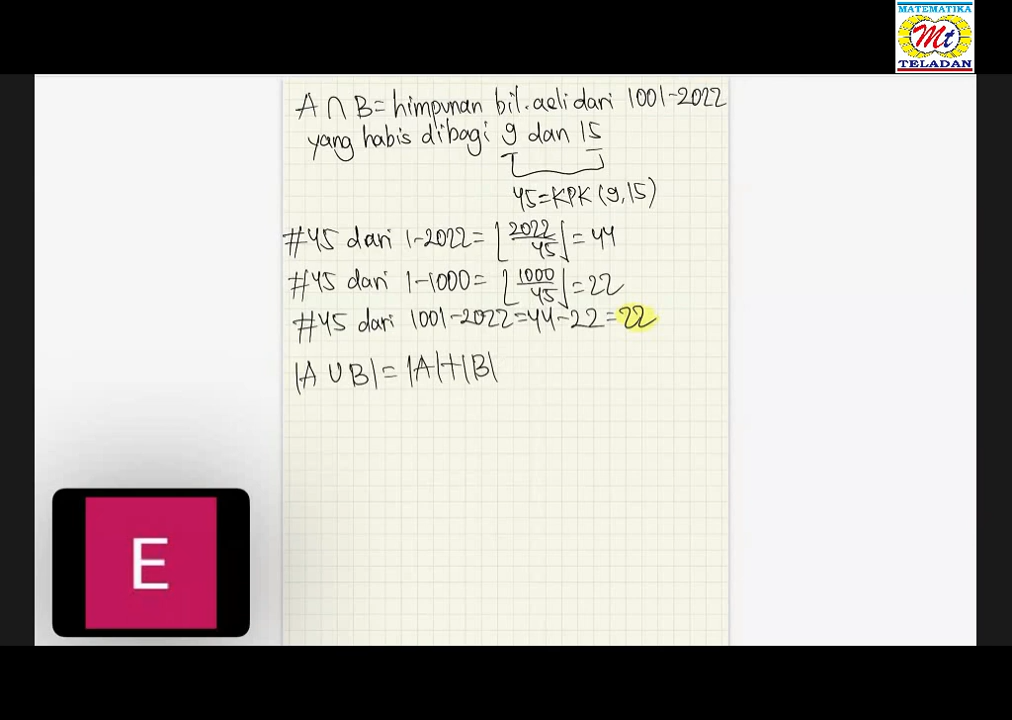 MATEMATIKA
Mt
TELADAN
A ∩ B = himpunan bil. aeli dari 1001-2022
yang habis dibagi 9 dan 15
45=KPK (9,15)
#45 dari 1-2022 = ⌊2022/45⌋ = 44
#45 dari 1-1000 = ⌊1000/45⌋ = 22
#45 dari 1001-2022=44-22=22
|A ∪ B| = |A|+|B|
E